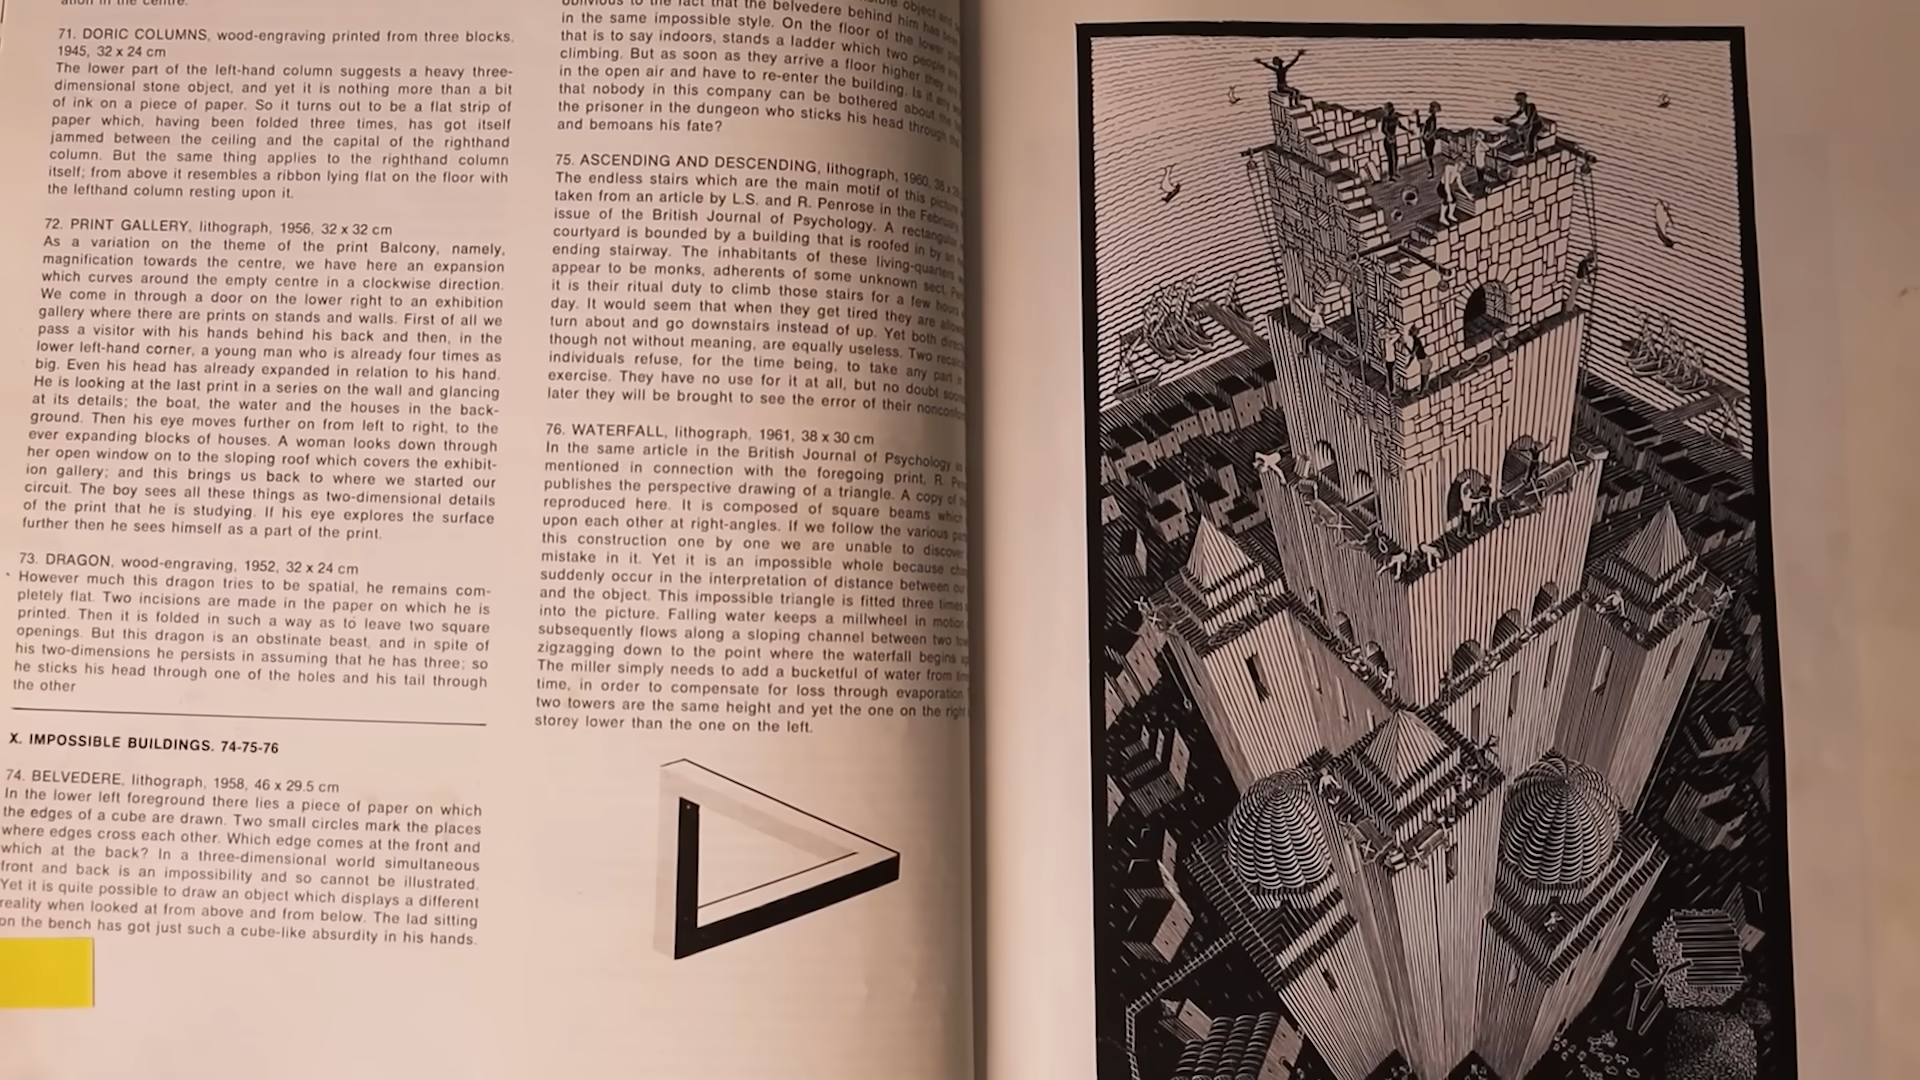 ation in the centre.
71. DORIC COLUMNS, wood-engraving printed from three blocks,
1945, 32 x 24 cm
The lower part of the left-hand column suggests a heavy three-
dimensional stone object, and yet it is nothing more than a bit
of ink on a piece of paper. So it turns out to be a flat strip of
paper which, having been folded three times, has got itself
jammed between the ceiling and the capital of the righthand
column. But the same thing applies to the righthand column
itself; from above it resembles a ribbon lying flat on the floor with
the lefthand column resting upon it.
72. PRINT GALLERY, lithograph, 1956, 32 x 32 cm
As a variation on the theme of the print Balcony, namely,
magnification towards the centre, we have here an expansion
which curves around the empty centre in a clockwise direction.
We come in through a door on the lower right to an exhibition
gallery where there are prints on stands and walls. First of all we
pass a visitor with his hands behind his back and then, in the
lower left-hand corner, a young man who is already four times as
big. Even his head has already expanded in relation to his hand.
He is looking at the last print in a series on the wall and glancing
at its details; the boat, the water and the houses in the back-
ground. Then his eye moves further on from left to right, to the
ever expanding blocks of houses. A woman looks down through
her open window on to the sloping roof which covers the exhibit-
ion gallery; and this brings us back to where we started our
circuit. The boy sees all these things as two-dimensional details
of the print that he is studying. If his eye explores the surface
further then he sees himself as a part of the print.
73. DRAGON, wood-engraving, 1952, 32 x 24 cm
However much this dragon tries to be spatial, he remains com-
pletely flat. Two incisions are made in the paper on which he is
printed. Then it is folded in such a way as to leave two square
openings. But this dragon is an obstinate beast, and in spite of
his two-dimensions he persists in assuming that he has three; so
he sticks his head through one of the holes and his tail through
the other
X. IMPOSSIBLE BUILDINGS. 74-75-76
74. BELVEDERE, lithograph, 1958, 46 x 29.5 cm
In the lower left foreground there lies a piece of paper on which
the edges of a cube are drawn. Two small circles mark the places
where edges cross each other. Which edge comes at the front and
which at the back? In a three-dimensional world simultaneous
front and back is an impossibility and so cannot be illustrated.
Yet it is quite possible to draw an object which displays a different
reality when looked at from above and from below. The lad sitting
on the bench has got just such a cube-like absurdity in his hands.
object and
oblivious to the fact that the belvedere behind him has
in the same impossible style. On the floor of the lower
that is to say indoors, stands a ladder which two people
climbing. But as soon as they arrive a floor higher they are
in the open air and have to re-enter the building. Is it any
that nobody in this company can be bothered about the
the prisoner in the dungeon who sticks his head through the
and bemoans his fate?
75. ASCENDING AND DESCENDING, lithograph, 1960, 38 x
The endless stairs which are the main motif of this picture
taken from an article by L.S. and R. Penrose in the February
issue of the British Journal of Psychology. A rectangular
courtyard is bounded by a building that is roofed in by
ending stairway. The inhabitants of these living-quarters
appear to be monks, adherents of some unknown sect.
it is their ritual duty to climb those stairs for a few hours
day. It would seem that when they get tired they are
turn about and go downstairs instead of up. Yet both
though not without meaning, are equally useless. Two
individuals refuse, for the time being, to take any part
exercise. They have no use for it at all, but no doubt
later they will be brought to see the error of their
76. WATERFALL, lithograph, 1961, 38 x 30 cm
In the same article in the British Journal of Psychology
mentioned in connection with the foregoing print, R.
publishes the perspective drawing of a triangle. A copy of
reproduced here. It is composed of square beams which
upon each other at right-angles. If we follow the various
this construction one by one we are unable to discover
mistake in it. Yet it is an impossible whole because
suddenly occur in the interpretation of distance between
and the object. This impossible triangle is fitted three times
into the picture. Falling water keeps a millwheel in motion
subsequently flows along a sloping channel between two
zigzagging down to the point where the waterfall begins
The miller simply needs to add a bucketful of water from
time, in order to compensate for loss through evaporation.
two towers are the same height and yet the one on the right
storey lower than the one on the left.